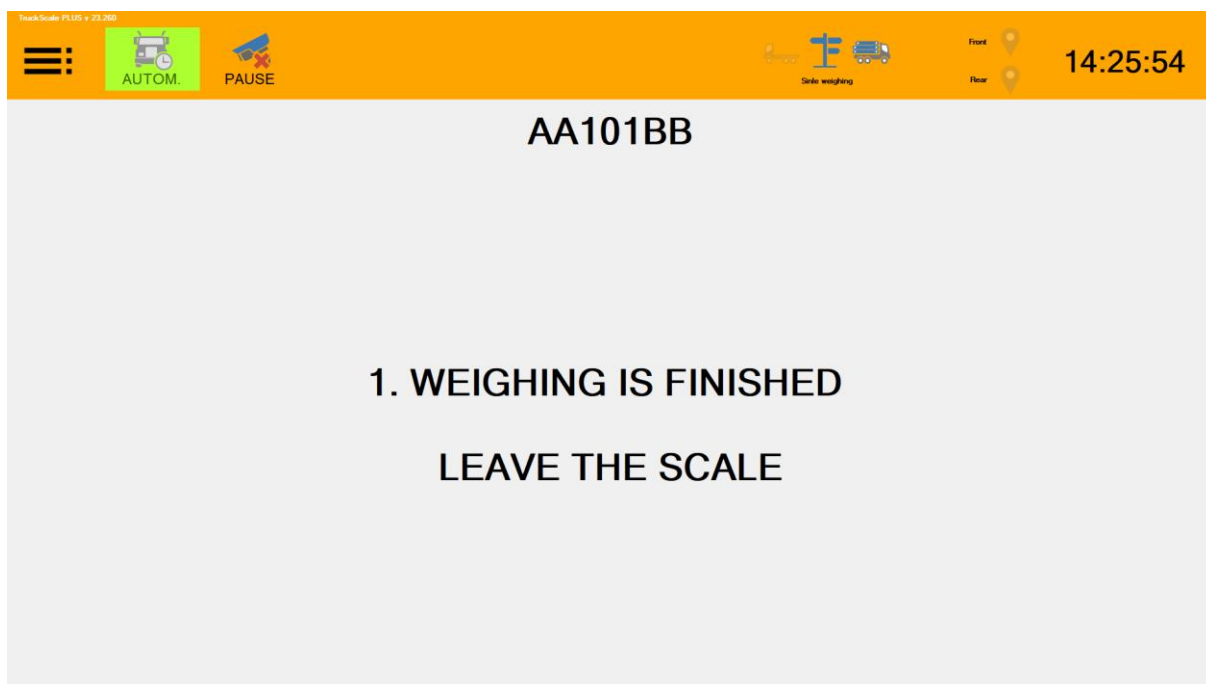 TruckScale PLUS v 23.260
AUTOM.
PAUSE
Sinle weighing
Front
Rear
14:25:54
AA101BB
1. WEIGHING IS FINISHED
LEAVE THE SCALE